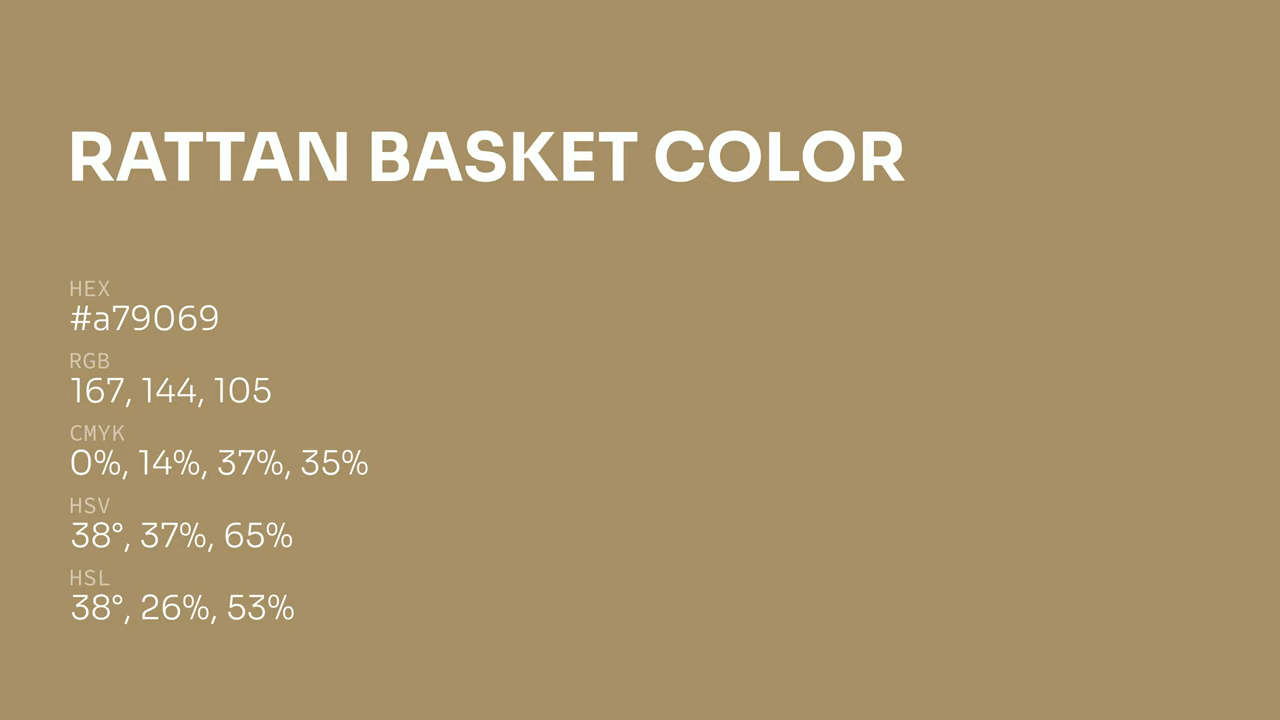 RATTAN BASKET COLOR
HEX
#a79069
RGB
167, 144, 105
CMYK
0%, 14%, 37%, 35%
HSV
38°, 37%, 65%
HSL
38°, 26%, 53%